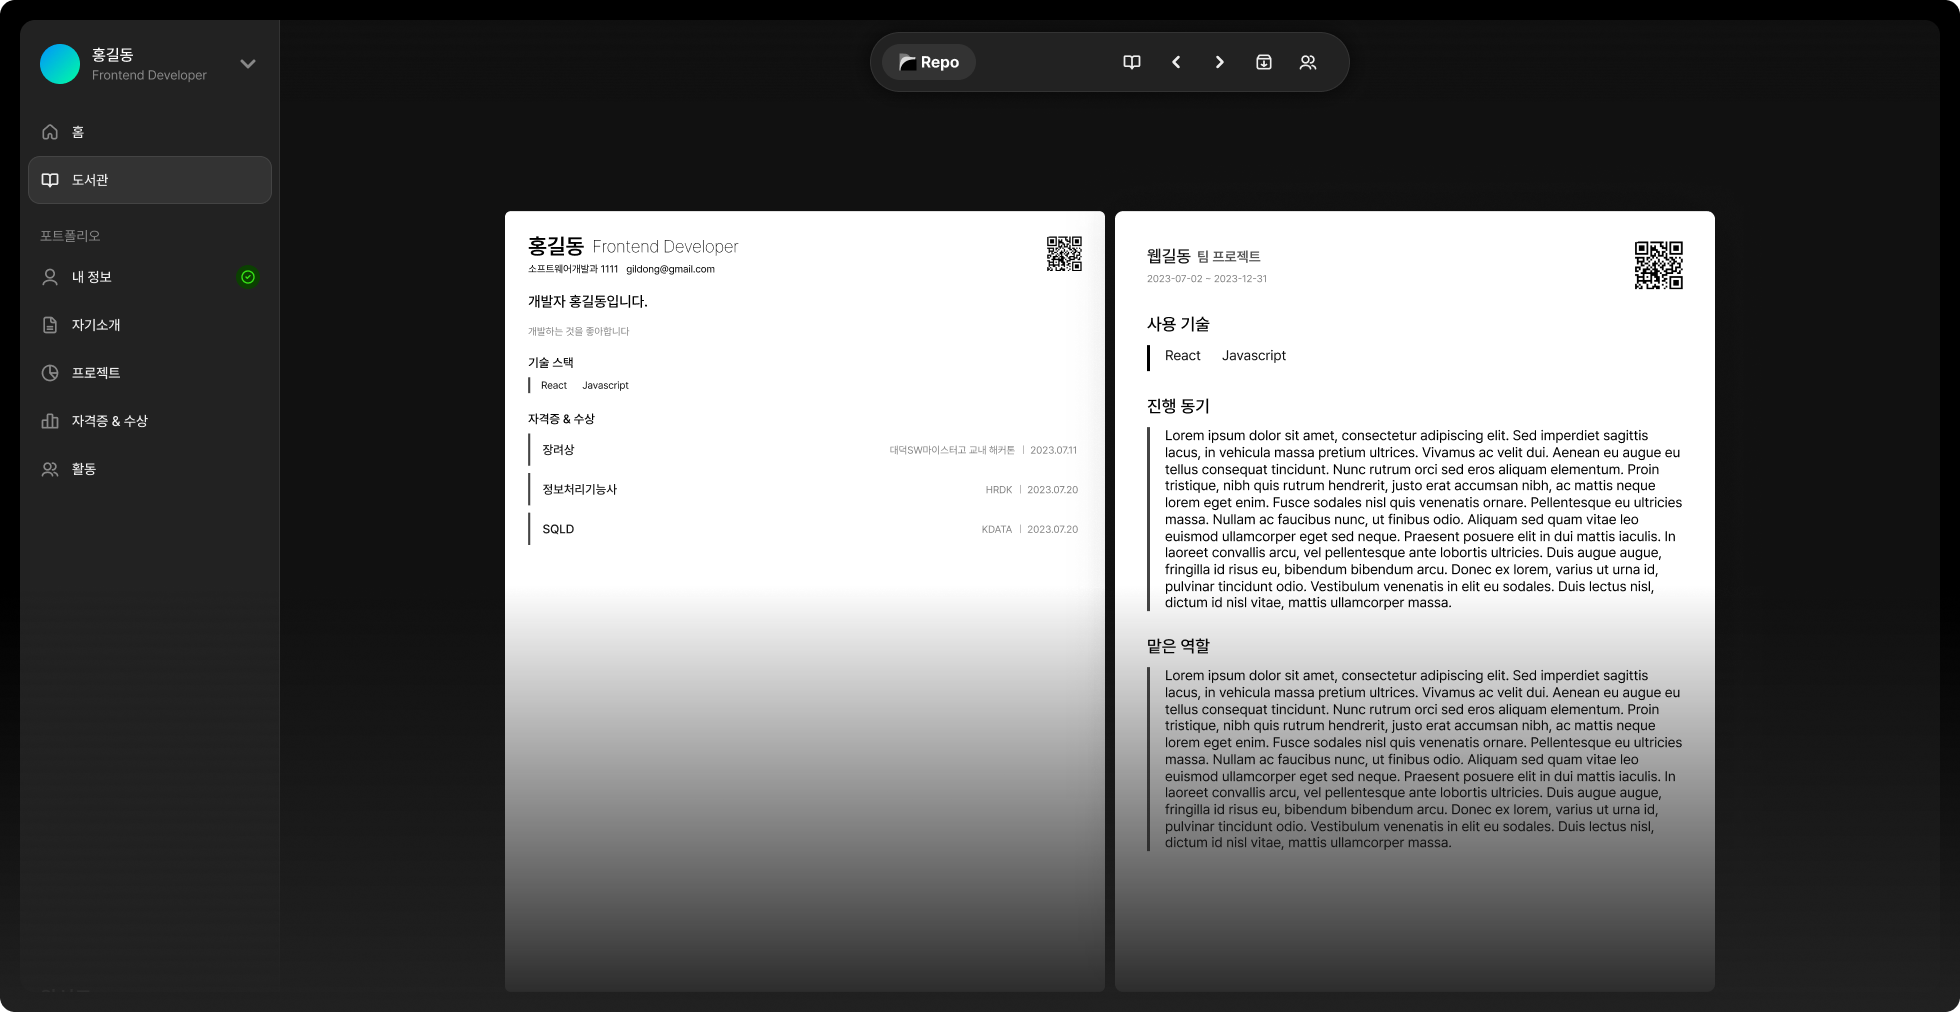 홍길동
Frontend Developer
홈
도서관
포트폴리오
내 정보
자기소개
프로젝트
자격증 & 수상
활동
Repo
홍길동 Frontend Developer
소프트웨어개발과 1111 gildong@gmail.com
개발자 홍길동입니다.
개발하는 것을 좋아합니다
기술 스택
React Javascript
자격증 & 수상
장려상 대덕SW마이스터고 교내 해커톤 | 2023.07.11
정보처리기능사 HRDK | 2023.07.20
SQLD KDATA | 2023.07.20
웹길동 팀 프로젝트
2023-07-02 ~ 2023-12-31
사용 기술
React Javascript
진행 동기
Lorem ipsum dolor sit amet, consectetur adipiscing elit. Sed imperdiet sagittis
lacus, in vehicula massa pretium ultrices. Vivamus ac velit dui. Aenean eu augue eu
tellus consequat tincidunt. Nunc rutrum orci sed eros aliquam elementum. Proin
tristique, nibh quis rutrum hendrerit, justo erat accumsan nibh, ac mattis neque
lorem eget enim. Fusce sodales nisl quis venenatis ornare. Pellentesque eu ultricies
massa. Nullam ac faucibus nunc, ut finibus odio. Aliquam sed quam vitae leo
euismod ullamcorper eget sed neque. Praesent posuere elit in dui mattis iaculis. In
laoreet convallis arcu, vel pellentesque ante lobortis ultricies. Duis augue augue,
fringilla id risus eu, bibendum bibendum arcu. Donec ex lorem, varius ut urna id,
pulvinar tincidunt odio. Vestibulum venenatis in elit eu sodales. Duis lectus nisl,
dictum id nisl vitae, mattis ullamcorper massa.
맡은 역할
Lorem ipsum dolor sit amet, consectetur adipiscing elit. Sed imperdiet sagittis
lacus, in vehicula massa pretium ultrices. Vivamus ac velit dui. Aenean eu augue eu
tellus consequat tincidunt. Nunc rutrum orci sed eros aliquam elementum. Proin
tristique, nibh quis rutrum hendrerit, justo erat accumsan nibh, ac mattis neque
lorem eget enim. Fusce sodales nisl quis venenatis ornare. Pellentesque eu ultricies
massa. Nullam ac faucibus nunc, ut finibus odio. Aliquam sed quam vitae leo
euismod ullamcorper eget sed neque. Praesent posuere elit in dui mattis iaculis. In
laoreet convallis arcu, vel pellentesque ante lobortis ultricies. Duis augue augue,
fringilla id risus eu, bibendum bibendum arcu. Donec ex lorem, varius ut urna id,
pulvinar tincidunt odio. Vestibulum venenatis in elit eu sodales. Duis lectus nisl,
dictum id nisl vitae, mattis ullamcorper massa.